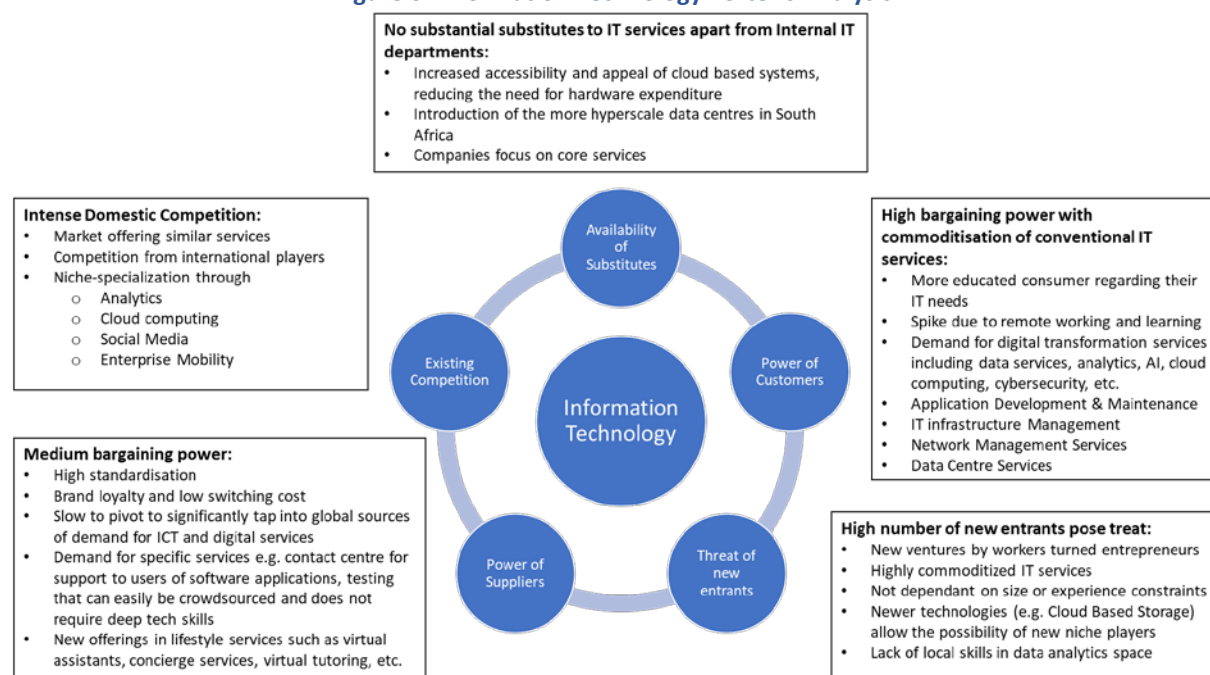 No substantial substitutes to IT services apart from Internal IT
departments:
• Increased accessibility and appeal of cloud based systems,
reducing the need for hardware expenditure
• Introduction of the more hyperscale data centres in South
Africa
• Companies focus on core services
Intense Domestic Competition:
• Market offering similar services
• Competition from international players
• Niche-specialization through
o Analytics
o Cloud computing
o Social Media
o Enterprise Mobility
High bargaining power with
commoditisation of conventional IT
services:
• More educated consumer regarding their
IT needs
• Spike due to remote working and learning
• Demand for digital transformation services
including data services, analytics, AI, cloud
computing, cybersecurity, etc.
• Application Development & Maintenance
• IT infrastructure Management
• Network Management Services
• Data Centre Services
Availability
of
Substitutes
Existing
Competition
Power of
Customers
Information
Technology
Power of
Suppliers
Threat of
new
entrants
Medium bargaining power:
• High standardisation
• Brand loyalty and low switching cost
• Slow to pivot to significantly tap into global sources
of demand for ICT and digital services
• Demand for specific services e.g. contact centre for
support to users of software applications, testing
that can easily be crowdsourced and does not
require deep tech skills
• New offerings in lifestyle services such as virtual
assistants, concierge services, virtual tutoring, etc.
High number of new entrants pose treat:
• New ventures by workers turned entrepreneurs
• Highly commoditized IT services
• Not dependant on size or experience constraints
• Newer technologies (e.g. Cloud Based Storage)
allow the possibility of new niche players
• Lack of local skills in data analytics space